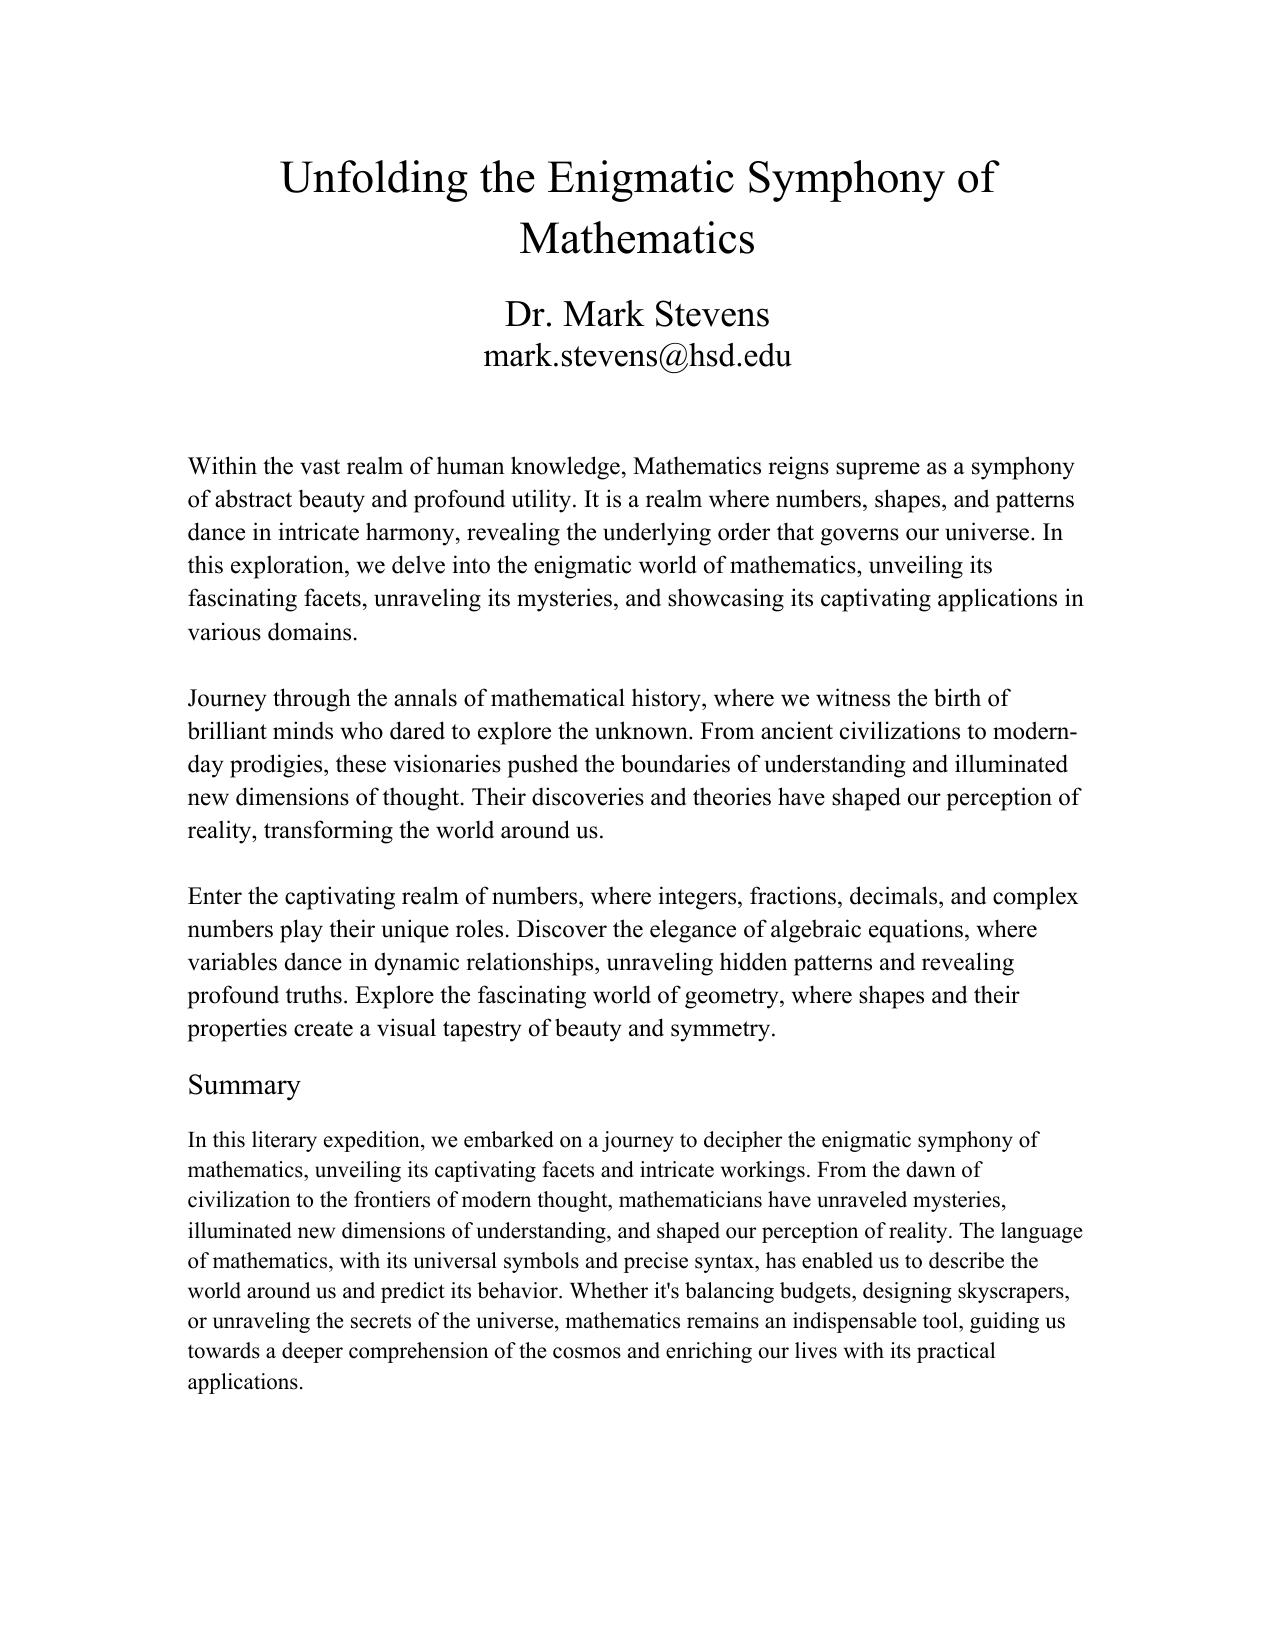 Unfolding the Enigmatic Symphony of
Mathematics
Dr. Mark Stevens
mark.stevens@hsd.edu
Within the vast realm of human knowledge, Mathematics reigns supreme as a symphony
of abstract beauty and profound utility. It is a realm where numbers, shapes, and patterns
dance in intricate harmony, revealing the underlying order that governs our universe. In
this exploration, we delve into the enigmatic world of mathematics, unveiling its
fascinating facets, unraveling its mysteries, and showcasing its captivating applications in
various domains.
Journey through the annals of mathematical history, where we witness the birth of
brilliant minds who dared to explore the unknown. From ancient civilizations to modern-
day prodigies, these visionaries pushed the boundaries of understanding and illuminated
new dimensions of thought. Their discoveries and theories have shaped our perception of
reality, transforming the world around us.
Enter the captivating realm of numbers, where integers, fractions, decimals, and complex
numbers play their unique roles. Discover the elegance of algebraic equations, where
variables dance in dynamic relationships, unraveling hidden patterns and revealing
profound truths. Explore the fascinating world of geometry, where shapes and their
properties create a visual tapestry of beauty and symmetry.
Summary
In this literary expedition, we embarked on a journey to decipher the enigmatic symphony of
mathematics, unveiling its captivating facets and intricate workings. From the dawn of
civilization to the frontiers of modern thought, mathematicians have unraveled mysteries,
illuminated new dimensions of understanding, and shaped our perception of reality. The language
of mathematics, with its universal symbols and precise syntax, has enabled us to describe the
world around us and predict its behavior. Whether it's balancing budgets, designing skyscrapers,
or unraveling the secrets of the universe, mathematics remains an indispensable tool, guiding us
towards a deeper comprehension of the cosmos and enriching our lives with its practical
applications.